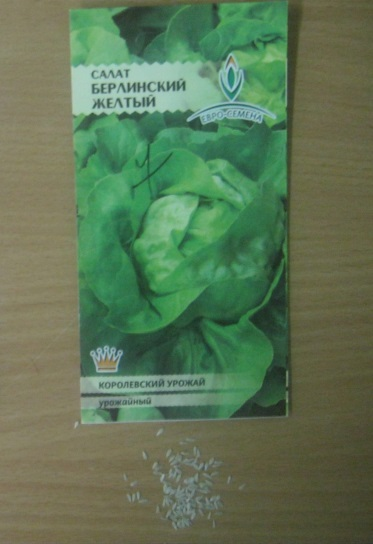 САЛАТ
БЕРЛИНСКИЙ
ЖЕЛТЫЙ
ЕВРО-СЕМЕНА
КОРОЛЕВСКИЙ УРОЖАЙ
урожайный